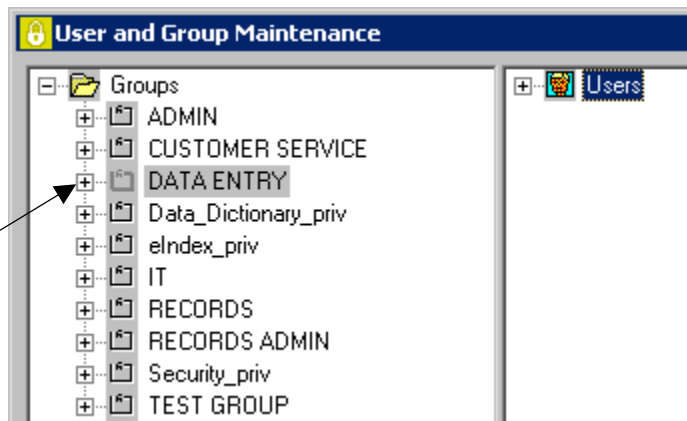 User and Group Maintenance
Groups
ADMIN
CUSTOMER SERVICE
DATA ENTRY
Data_Dictionary_priv
eIndex_priv
IT
RECORDS
RECORDS ADMIN
Security_priv
TEST GROUP
Users